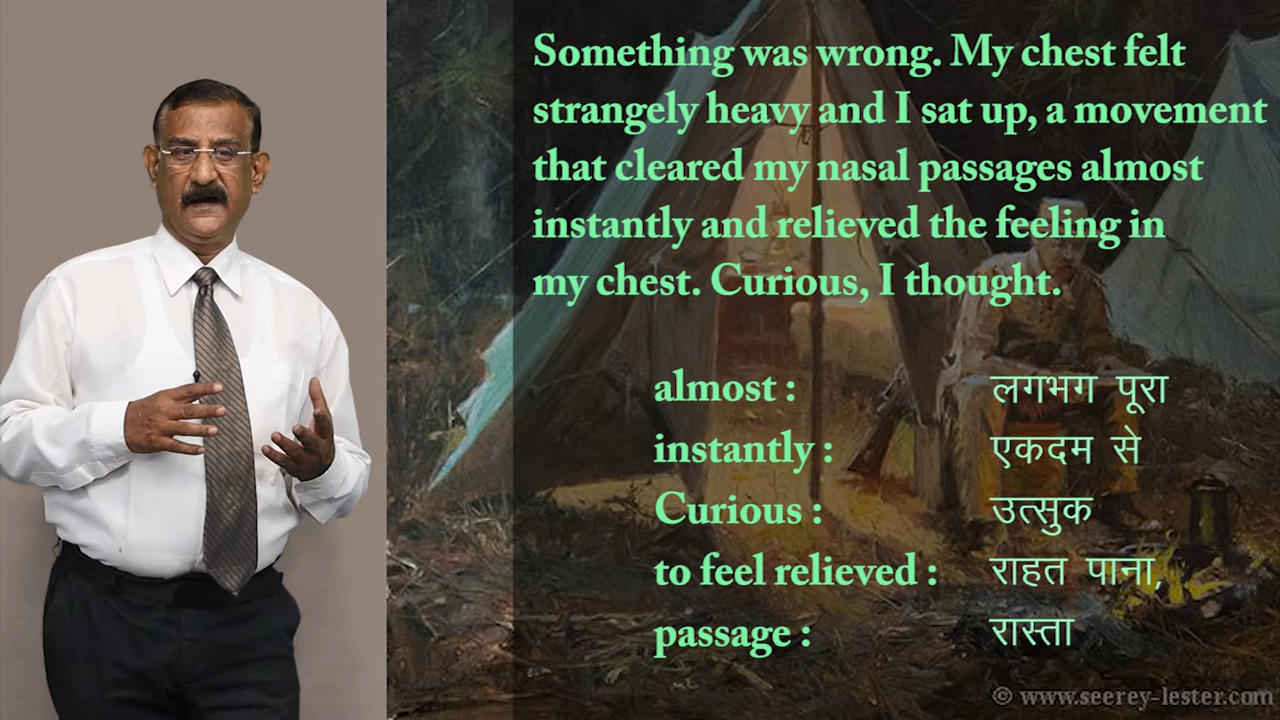 Something was wrong. My chest felt
strangely heavy and I sat up, a movement
that cleared my nasal passages almost
instantly and relieved the feeling in
my chest. Curious, I thought.
almost : लगभग पूरा
instantly : एकदम से
Curious : उत्सुक
to feel relieved : राहत पाना,
passage : रास्ता
© www.seerey-lester.com